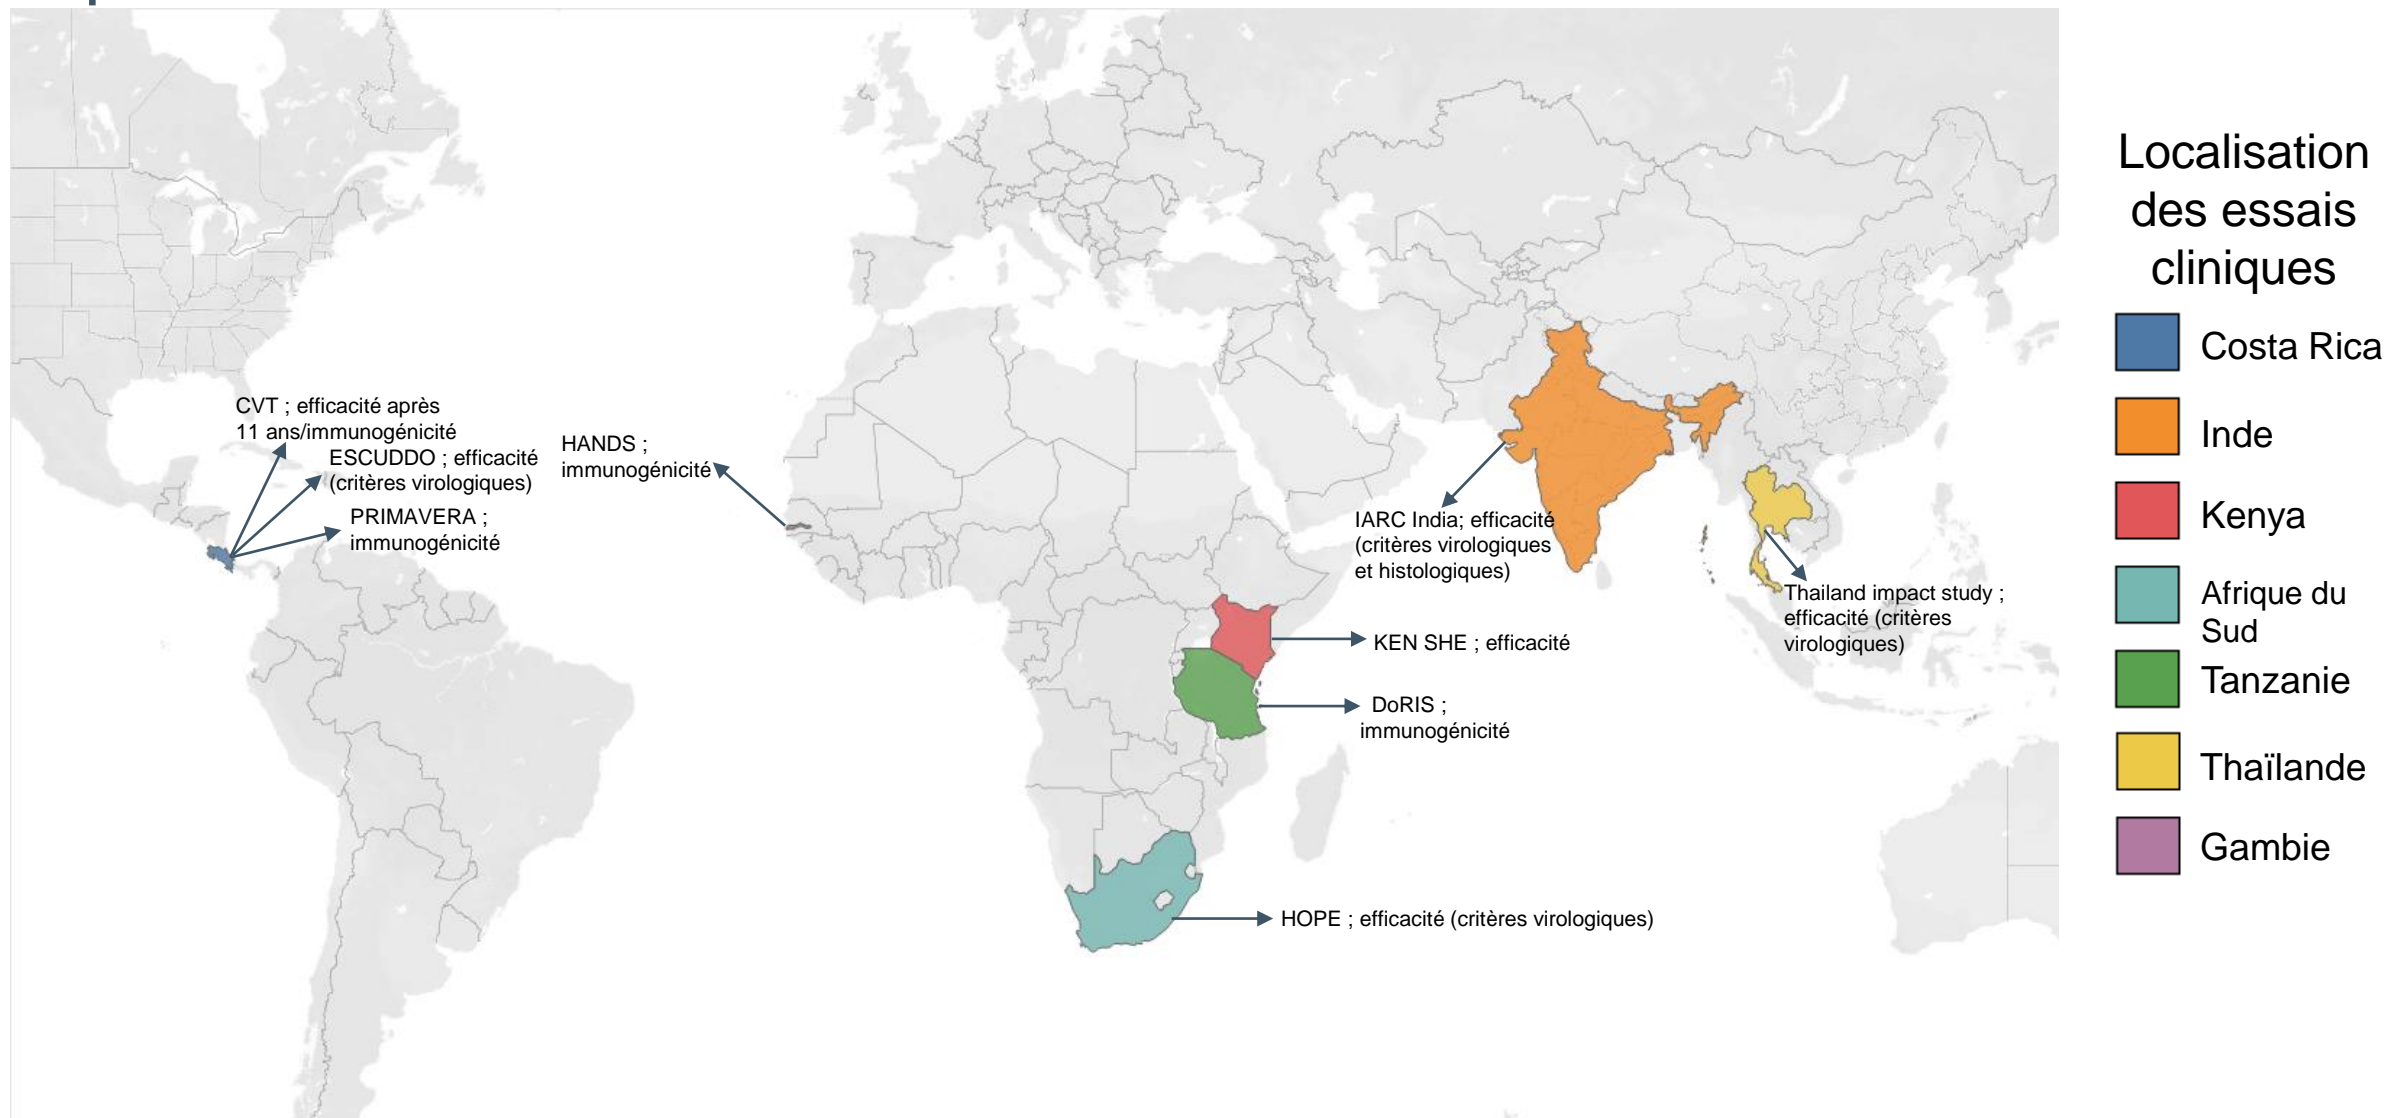 CVT ; efficacité après
11 ans/immunogénicité
ESCUDDO ; efficacité
(critères virologiques)
PRIMAVERA ;
immunogénicité
HANDS ;
immunogénicité
IARC India; efficacité
(critères virologiques
et histologiques)
Thailand impact study ;
efficacité (critères
virologiques)
KEN SHE ; efficacité
DoRIS ;
immunogénicité
HOPE ; efficacité (critères virologiques)
Localisation
des essais
cliniques
Costa Rica
Inde
Kenya
Afrique du
Sud
Tanzanie
Thaïlande
Gambie